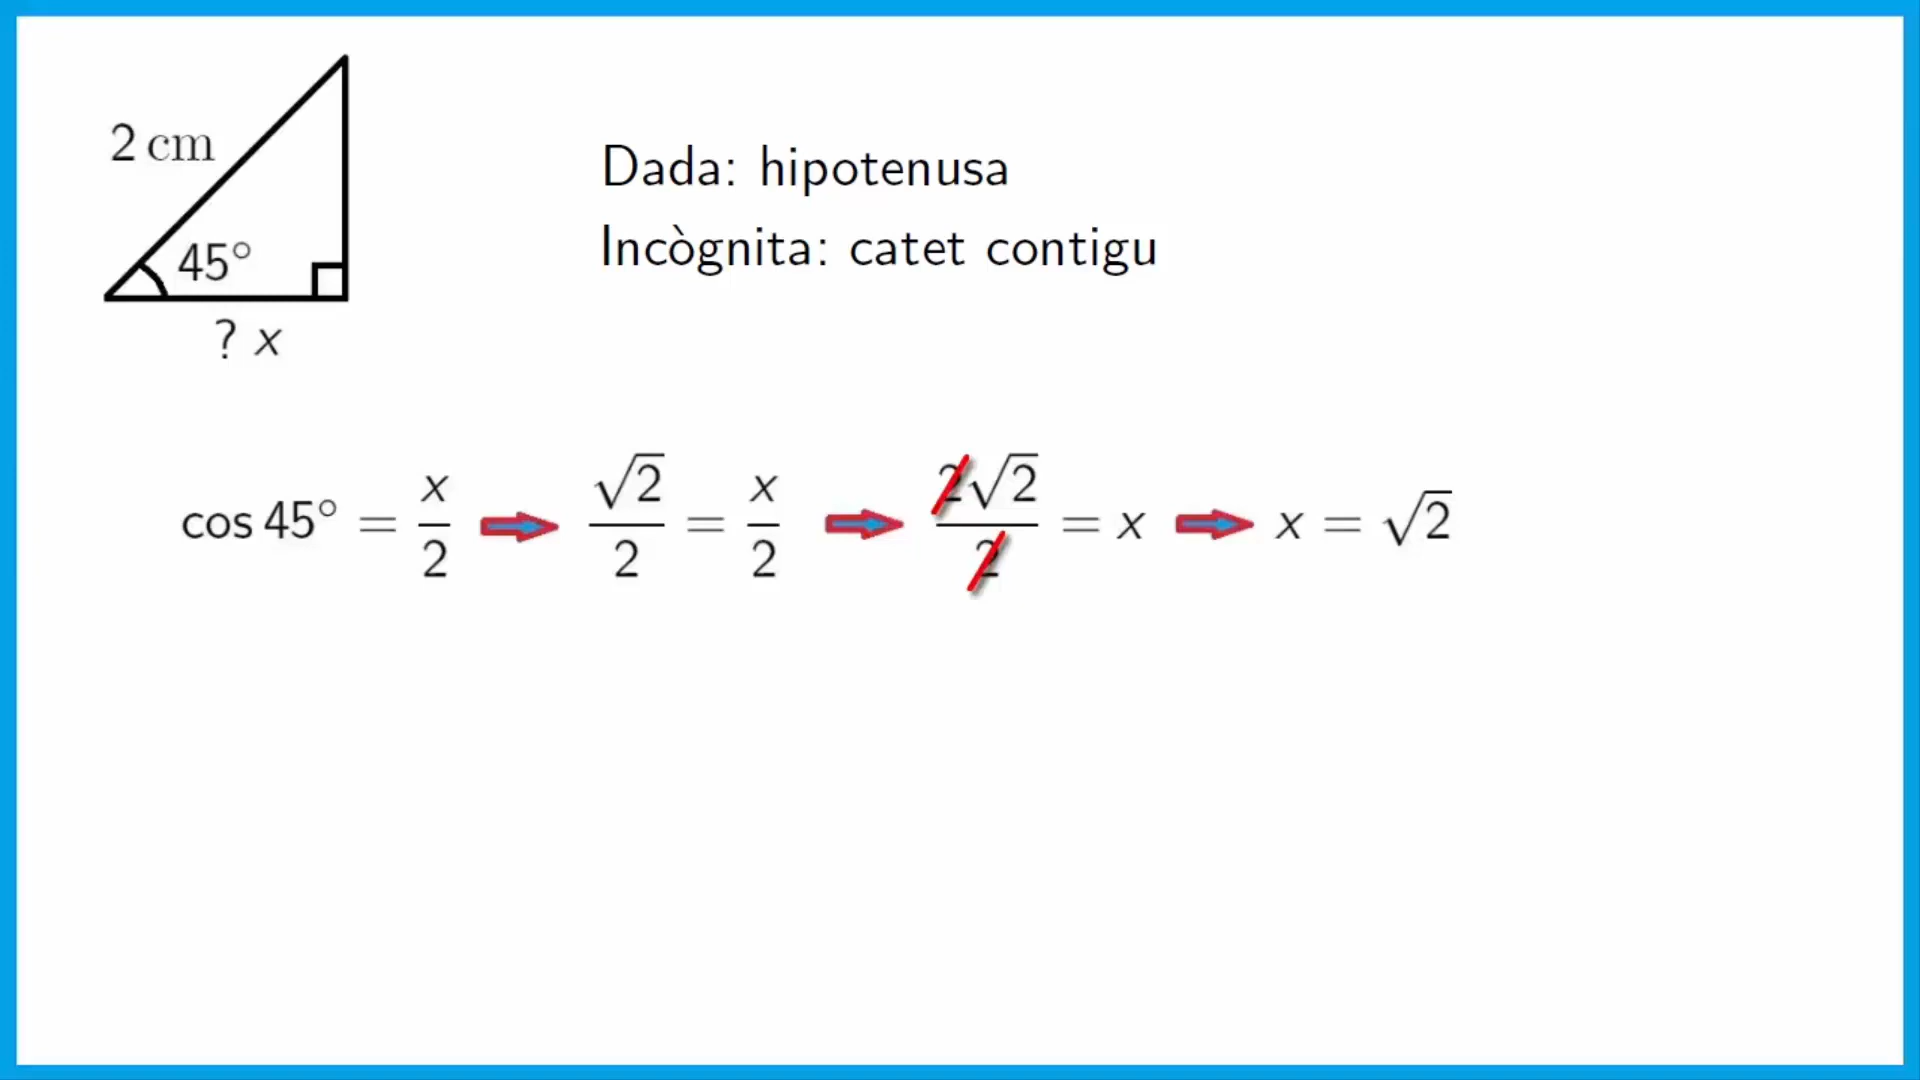 2 cm
45°
? x
Dada: hipotenusa
Incògnita: catet contigu
cos 45° = x/2 √2/2 = x/2 2√2/2 = x x = √2